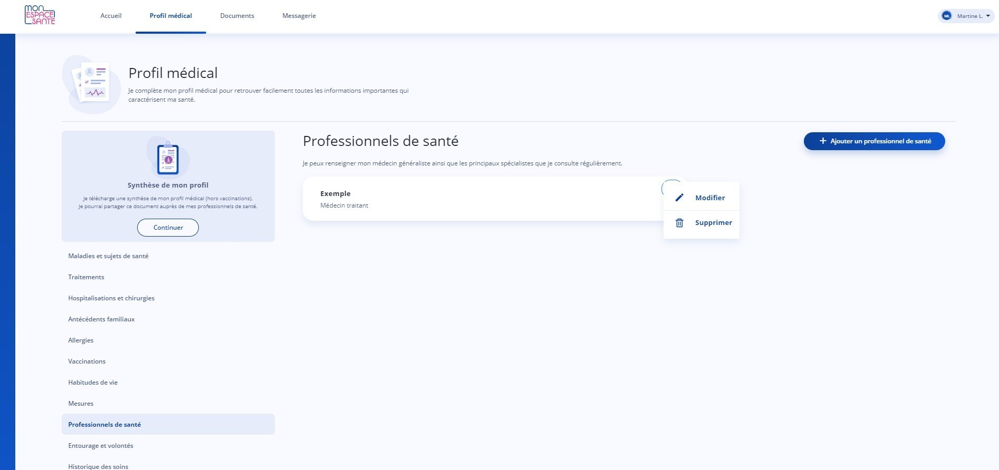 MON
ESPACE
SANTÉ
Accueil
Profil médical
Documents
Messagerie
ML
Martine L.
Profil médical
Je complète mon profil médical pour retrouver facilement toutes les informations importantes qui
caractérisent ma santé.
Synthèse de mon profil
Je télécharge une synthèse de mon profil médical (hors vaccinations).
Je pourrai partager ce document auprès de mes professionnels de santé.
Continuer
Maladies et sujets de santé
Traitements
Hospitalisations et chirurgies
Antécédents familiaux
Allergies
Vaccinations
Habitudes de vie
Mesures
Professionnels de santé
Entourage et volontés
Historique des soins
Professionnels de santé
+ Ajouter un professionnel de santé
Je peux renseigner mon médecin généraliste ainsi que les principaux spécialistes que je consulte régulièrement.
Exemple
Médecin traitant
Modifier
Supprimer